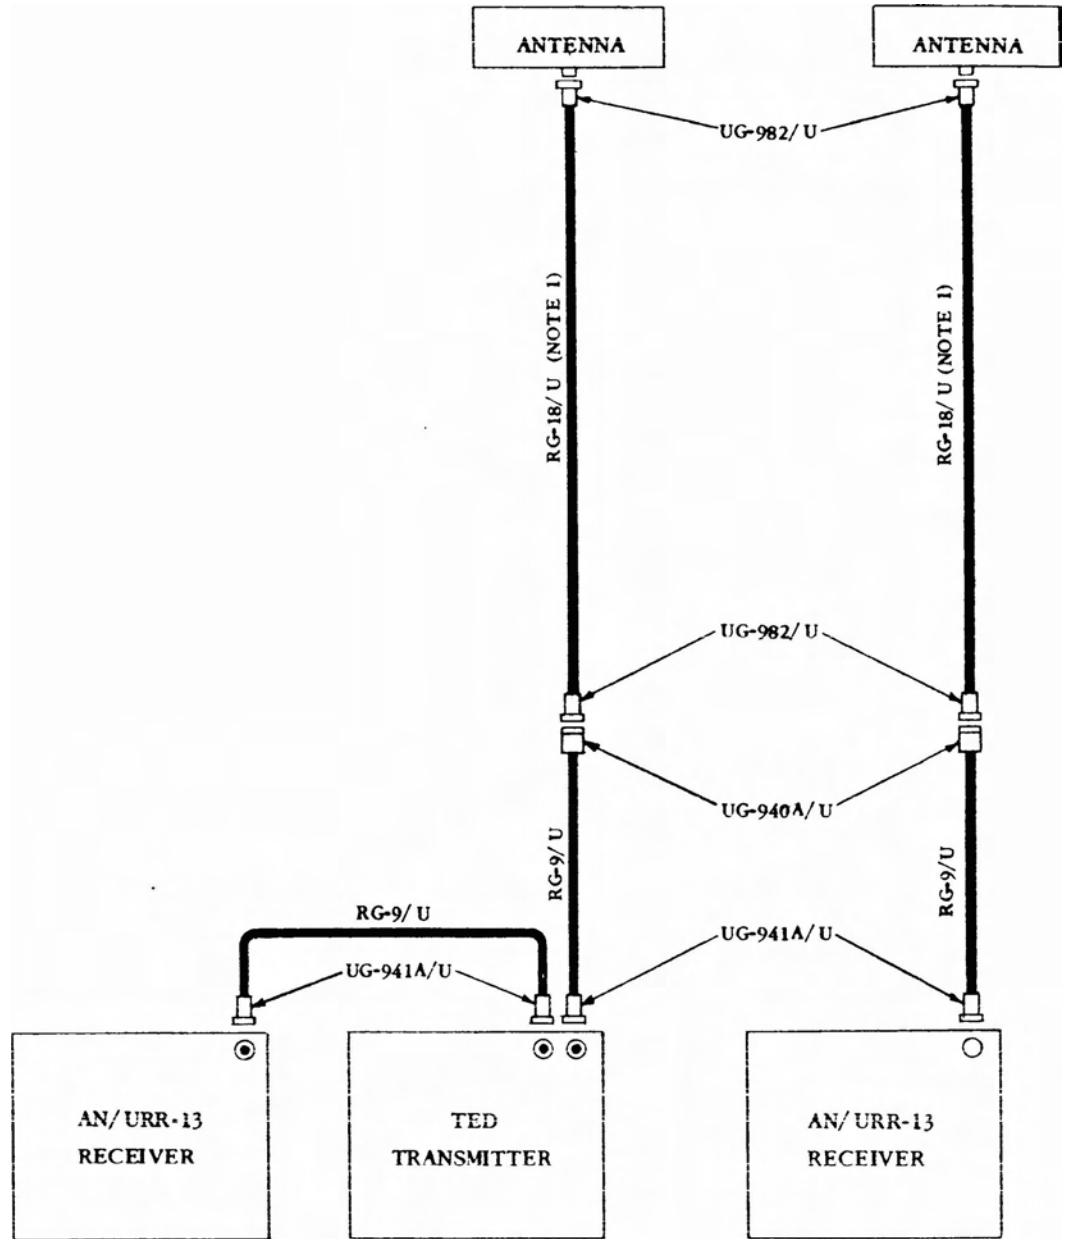 ANTENNA
ANTENNA
UG-982/U
RG-18/U (NOTE 1)
RG-18/U (NOTE 1)
UG-982/U
UG-940A/U
RG-9/U
RG-9/U
RG-9/U
UG-941A/U
UG-941A/U
AN/URR-13
RECEIVER
TED
TRANSMITTER
AN/URR-13
RECEIVER